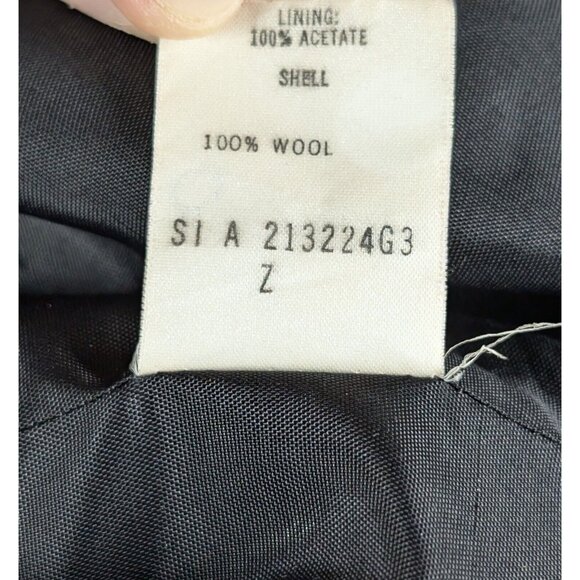 LINING:
100% ACETATE
SHELL
100% WOOL
SI A 213224G3
Z